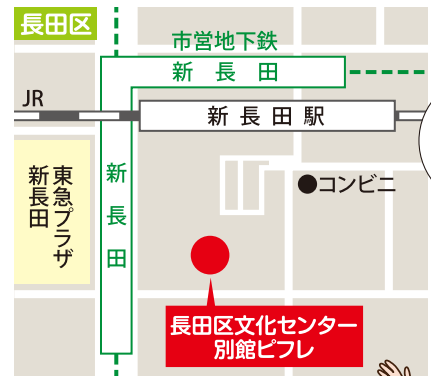 長田区
市営地下鉄
新長田
JR
新長田駅
新長田
東急プラザ
新長田
コンビニ
長田区文化センター
別館ピフレ